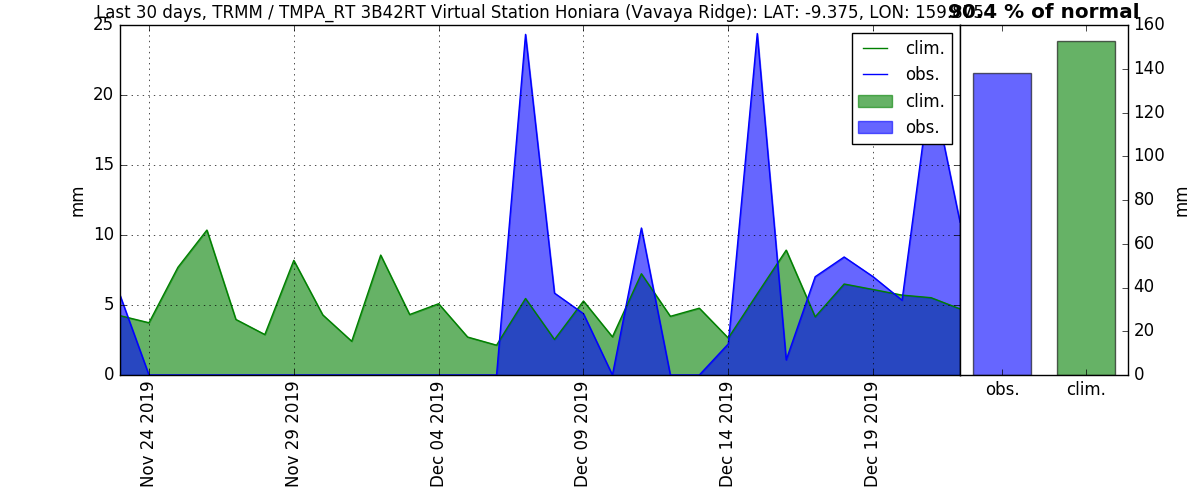 Last 30 days, TRMM / TMPA_RT 3B42RT Virtual Station Honiara (Vavaya Ridge): LAT: -9.375, LON:
90.4 % of normal
25
20
15
10
5
0
mm
clim.
obs.
clim.
obs.
160
140
120
100
80
60
40
20
0
mm
obs.
clim.
Nov 24 2019
Nov 29 2019
Dec 04 2019
Dec 09 2019
Dec 14 2019
Dec 19 2019